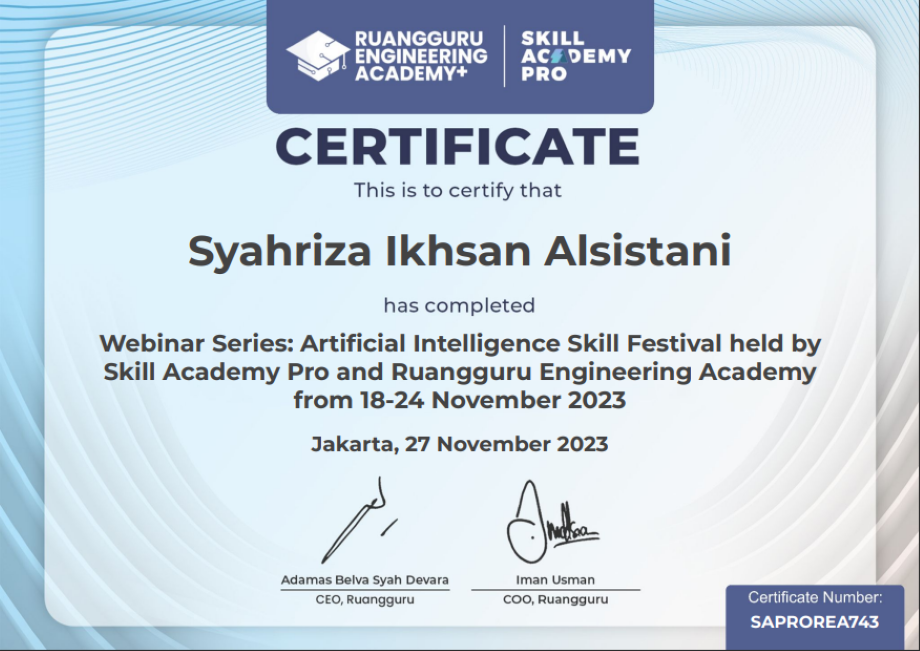 RUANGGURU
ENGINEERING
ACADEMY+
SKILL
ACADEMY
PRO
CERTIFICATE
This is to certify that
Syahriza Ikhsan Alsistani
has completed
Webinar Series: Artificial Intelligence Skill Festival held by
Skill Academy Pro and Ruangguru Engineering Academy
from 18-24 November 2023
Jakarta, 27 November 2023
Adamas Belva Syah Devara
CEO, Ruangguru
Iman Usman
COO, Ruangguru
Certificate Number:
SAPROREA743